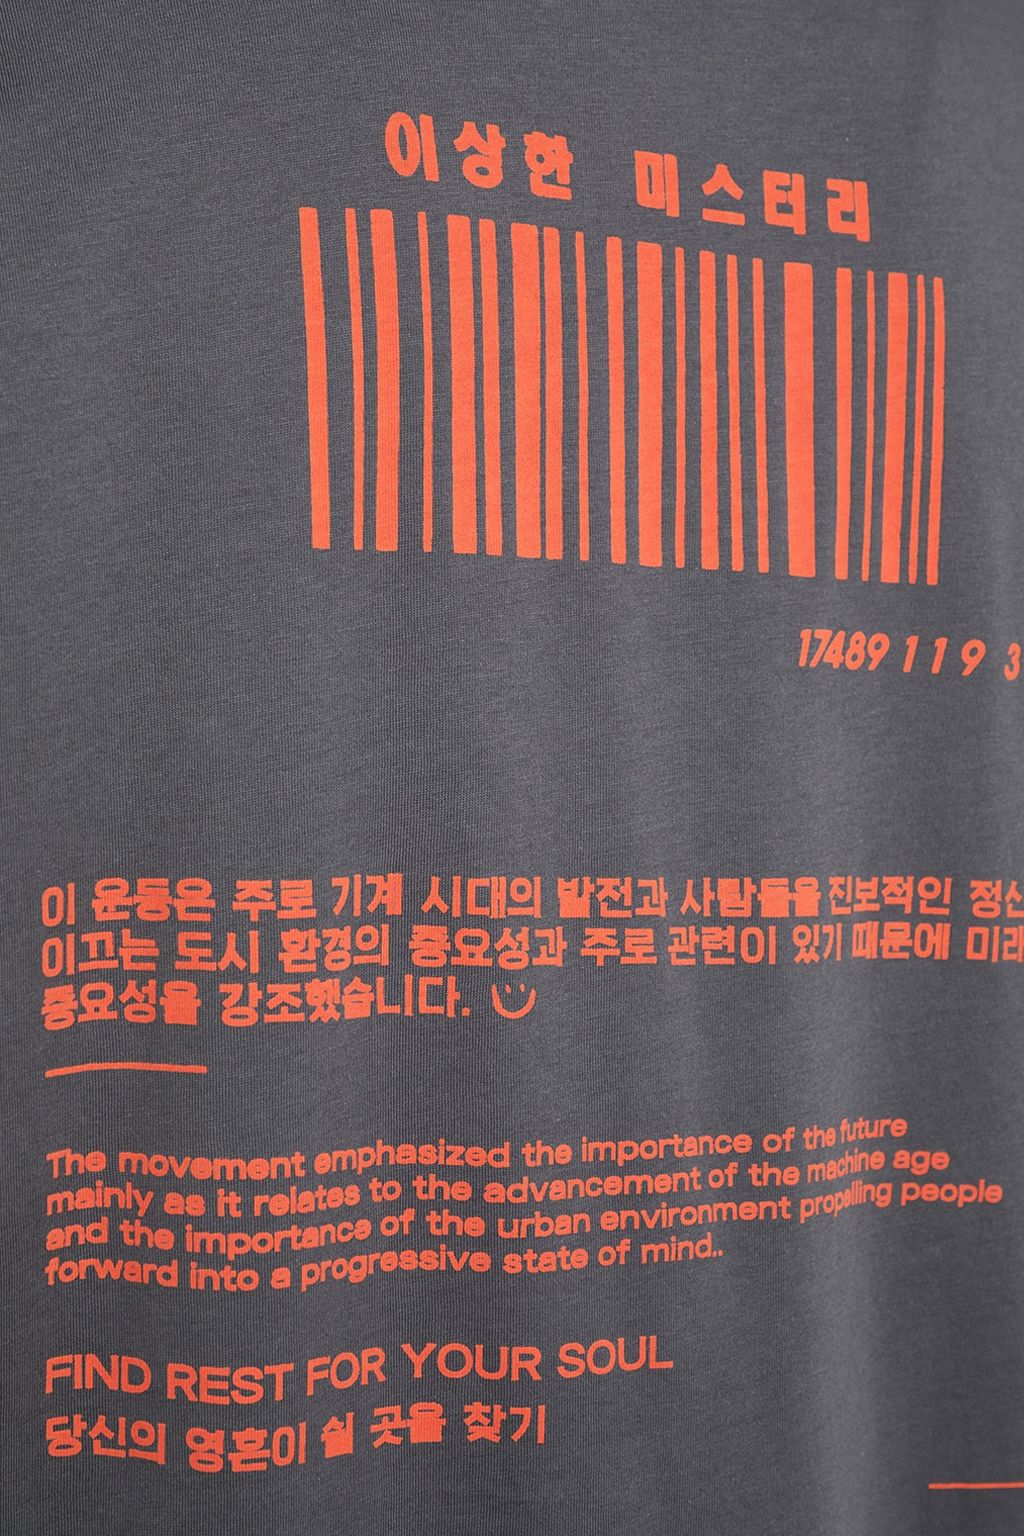 이상한 미스터리
17489 1 1 9 3
이 운동은 주로 기계 시대의 발전과 사람들을 진보적인 정신
이끄는 도시 환경의 중요성과 주로 관련이 있기 때문에 미래
중요성을 강조했습니다.
The movement emphasized the importance of the future
mainly as it relates to the advancement of the machine age
and the importance of the urban environment propelling people
forward into a progressive state of mind..
FIND REST FOR YOUR SOUL
당신의 영혼이 쉴 곳을 찾기